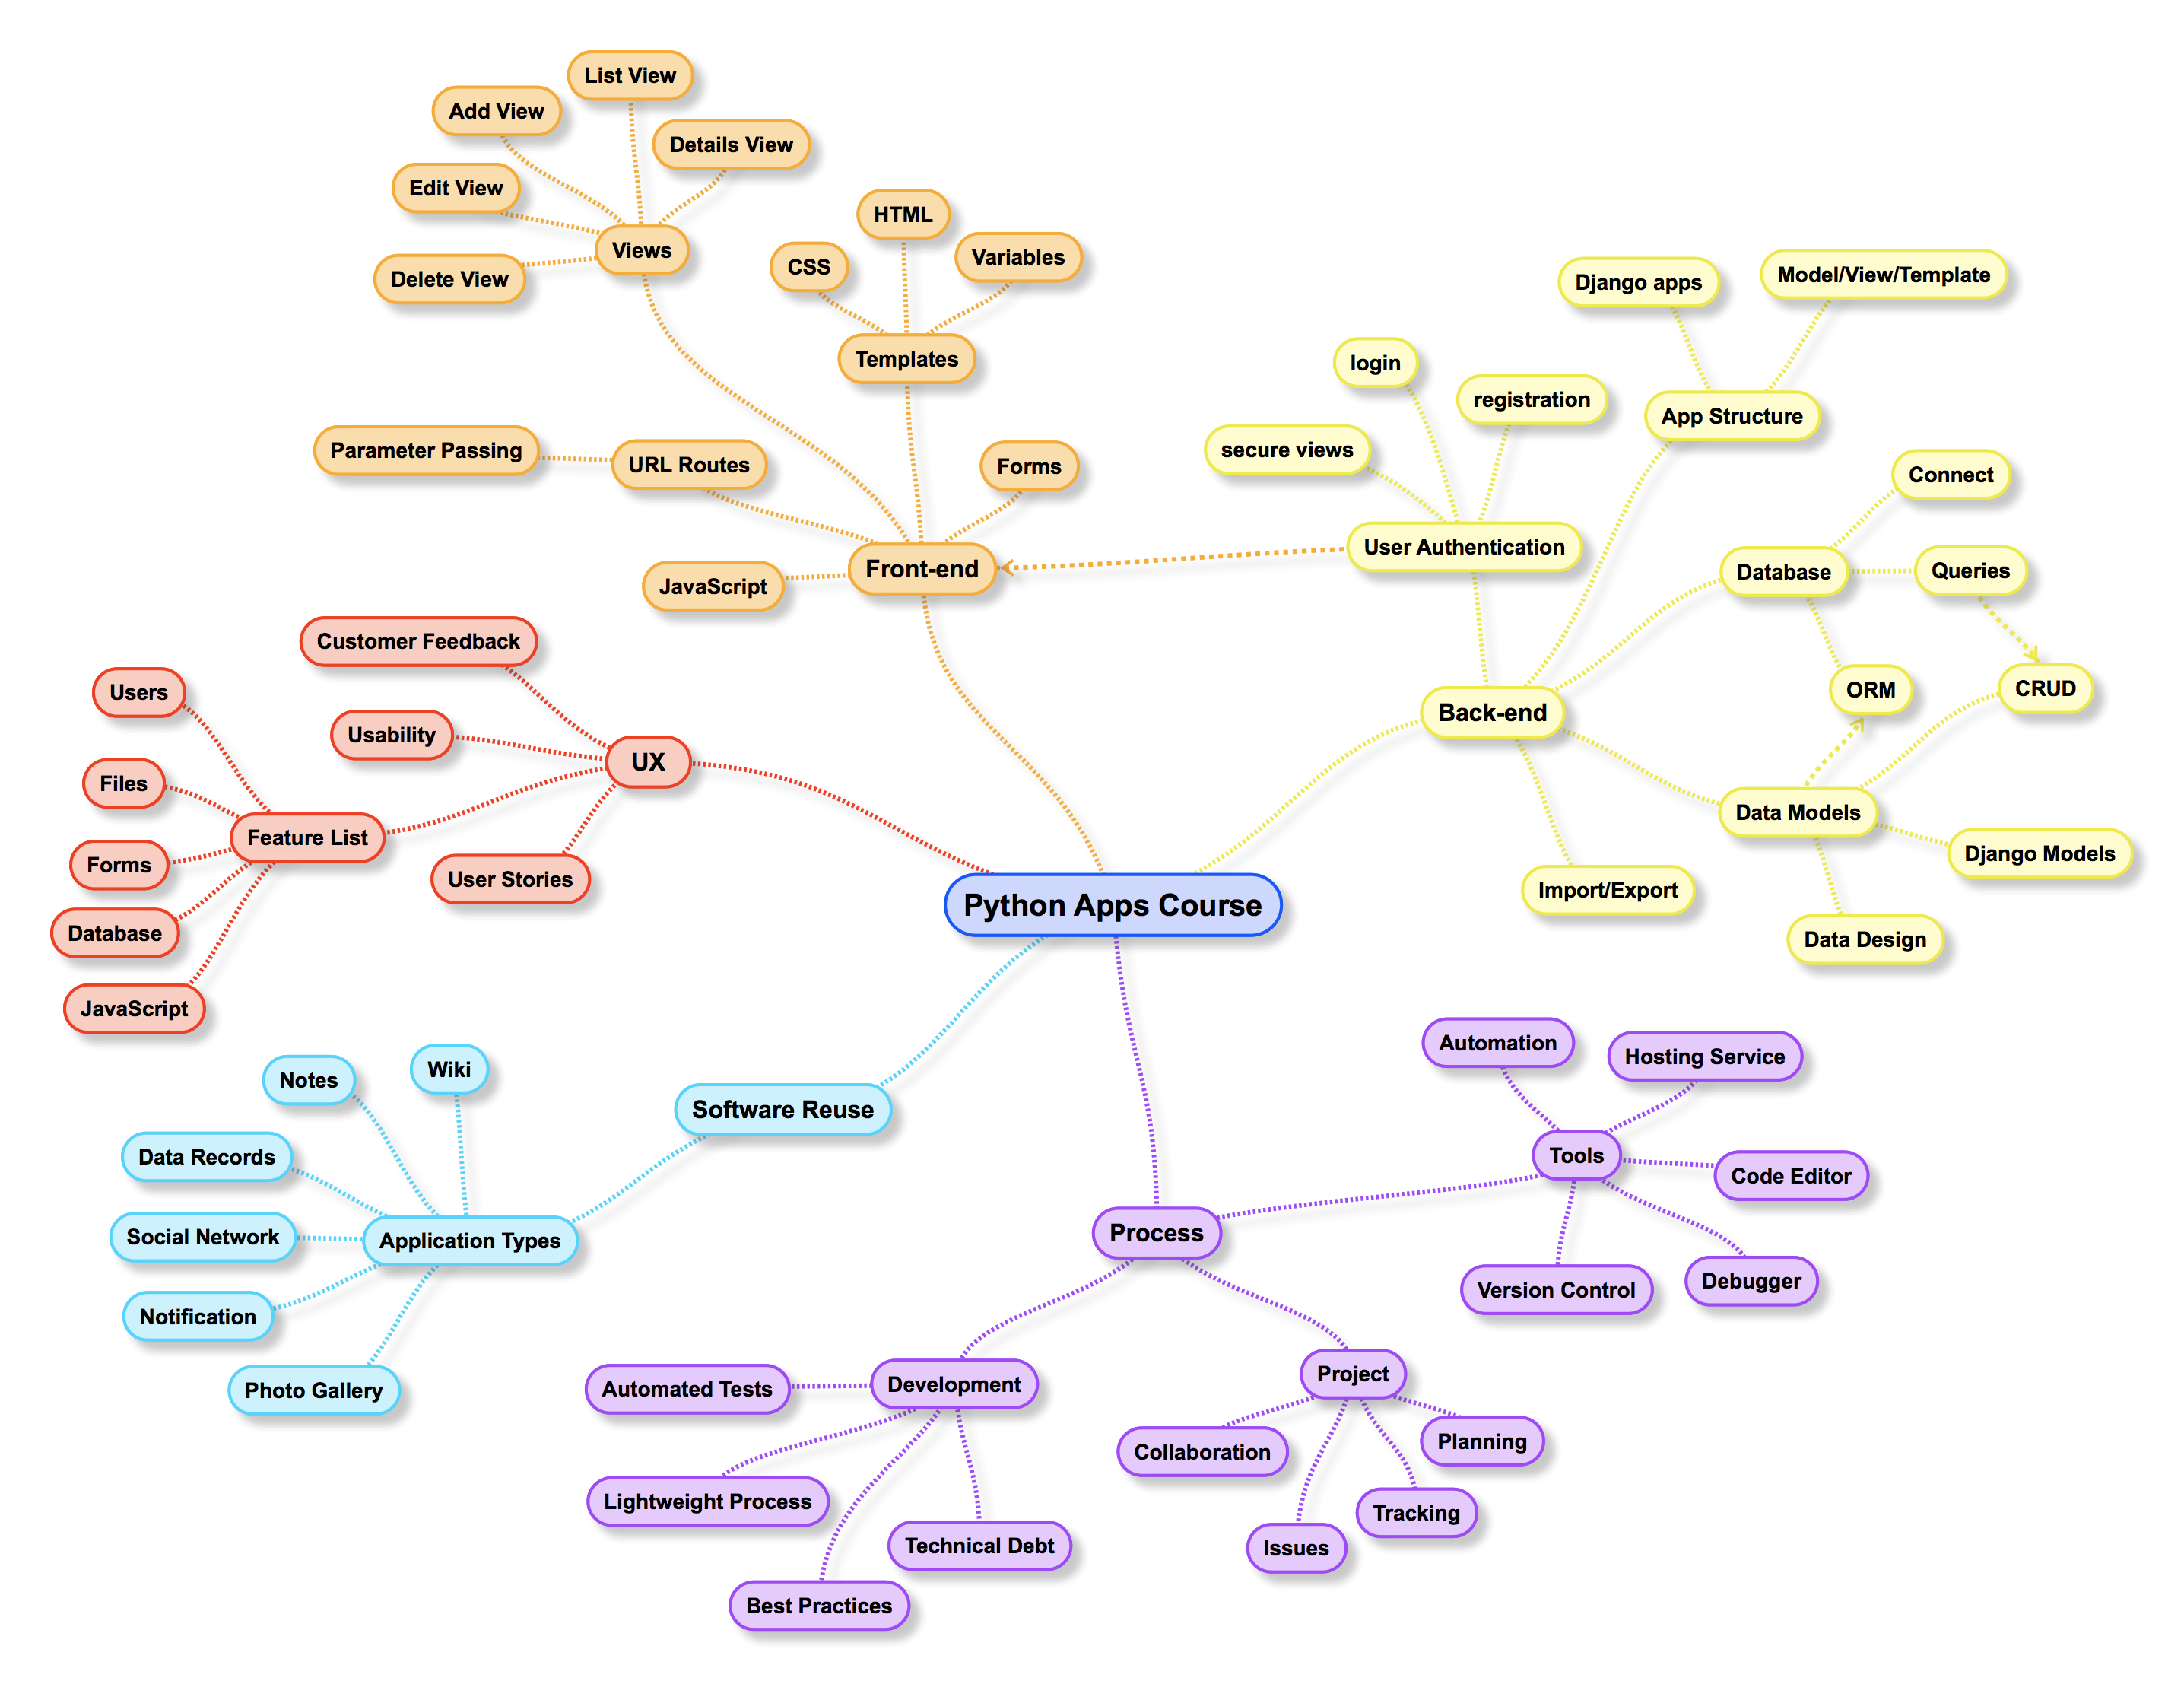 List View
Add View
Details View
Edit View
Views
Delete View
HTML
CSS
Variables
Templates
Parameter Passing
URL Routes
Forms
Front-end
JavaScript
Django apps
Model/View/Template
login
registration
App Structure
secure views
User Authentication
Connect
Database
Queries
ORM
CRUD
Back-end
Data Models
Django Models
Import/Export
Data Design
Customer Feedback
Users
Usability
UX
Files
Feature List
Forms
User Stories
Database
JavaScript
Python Apps Course
Notes
Wiki
Software Reuse
Data Records
Social Network
Application Types
Notification
Photo Gallery
Automation
Hosting Service
Tools
Code Editor
Process
Version Control
Debugger
Automated Tests
Development
Project
Collaboration
Planning
Lightweight Process
Tracking
Technical Debt
Issues
Best Practices